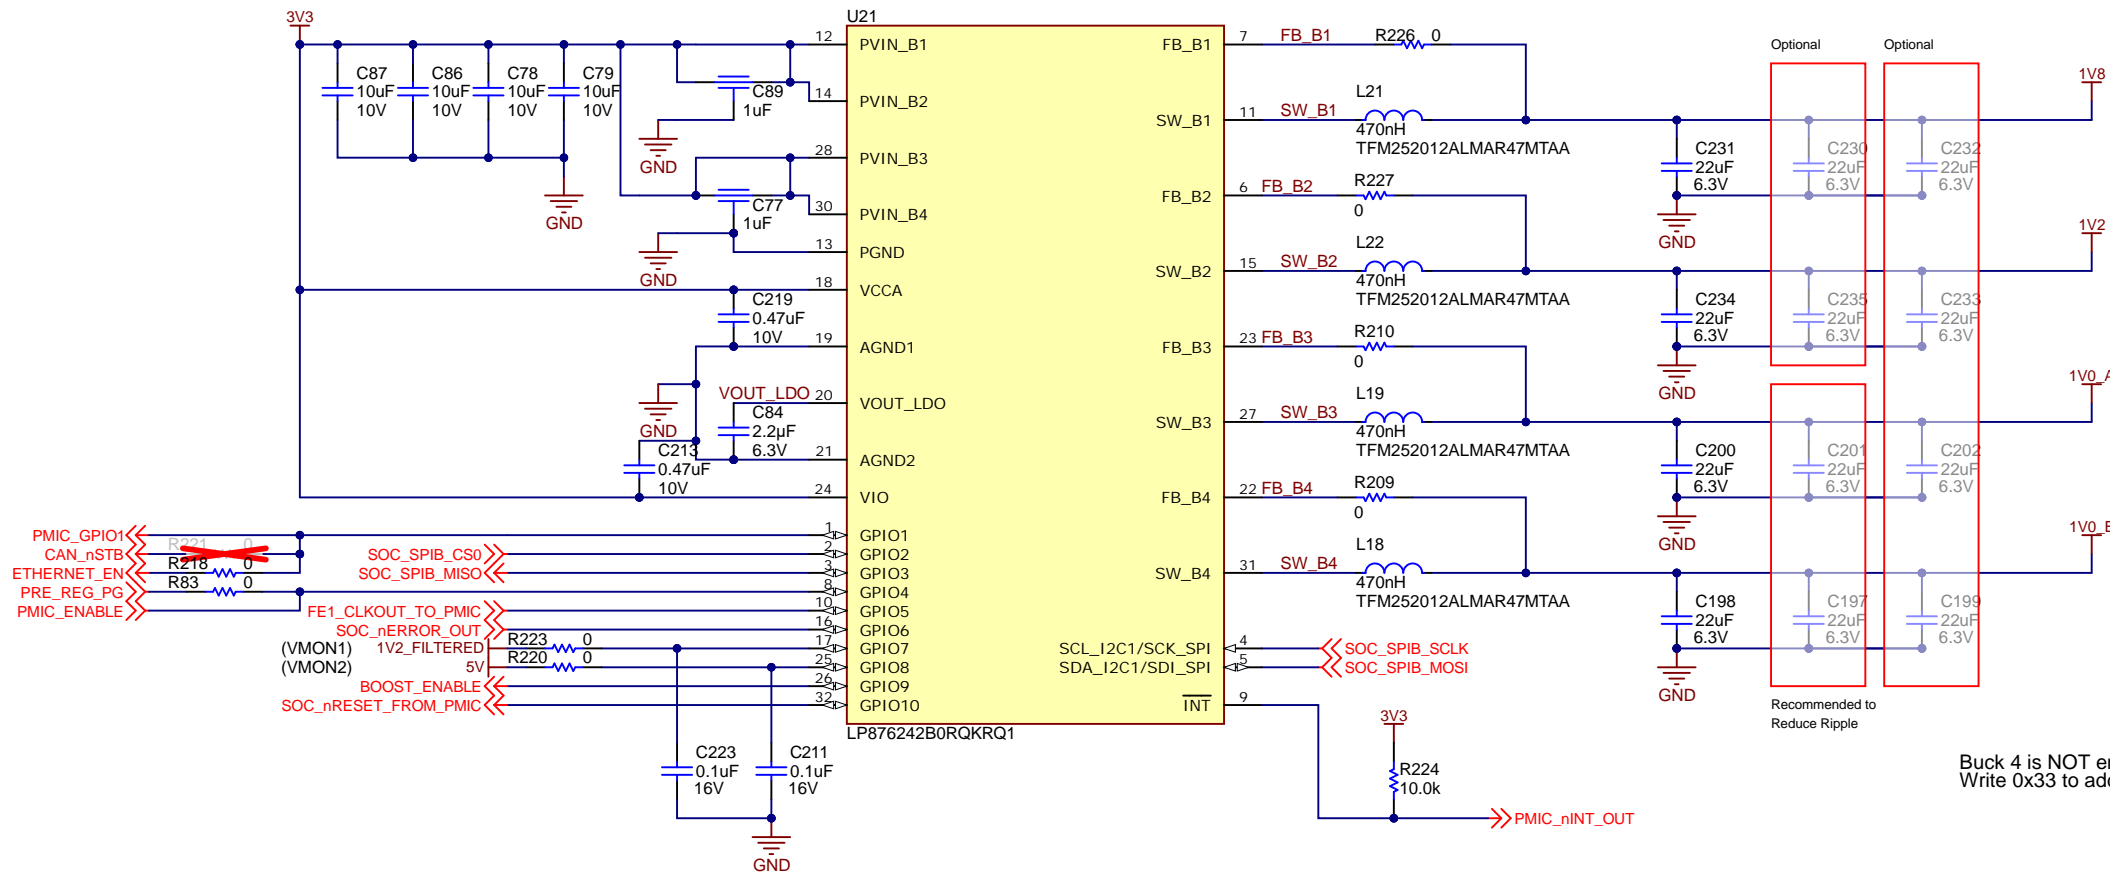 3V3
C87
10uF
10V
C86
10uF
10V
C78
10uF
10V
C79
10uF
10V
GND
C89
1uF
GND
C77
1uF
GND
C219
0.47uF
10V
GND
VOUT_LDO
C84
2.2µF
6.3V
C213
0.47uF
10V
U21
12 PVIN_B1
14 PVIN_B2
28 PVIN_B3
30 PVIN_B4
13 PGND
18 VCCA
19 AGND1
20 VOUT_LDO
21 AGND2
24 VIO
1 GPIO1
2 GPIO2
3 GPIO3
8 GPIO4
10 GPIO5
16 GPIO6
17 GPIO7
25 GPIO8
26 GPIO9
32 GPIO10
LP876242B0RQKRQ1
FB_B1 7
SW_B1 11
FB_B2 6
SW_B2 15
FB_B3 23
SW_B3 27
FB_B4 22
SW_B4 31
SCL_I2C1/SCK_SPI 4
SDA_I2C1/SDI_SPI 5
INT 9
PMIC_GPIO1
CAN_nSTB
R221 0
ETHERNET_EN
R218 0
PRE_REG_PG
R83 0
PMIC_ENABLE
SOC_SPIB_CS0
SOC_SPIB_MISO
FE1_CLKOUT_TO_PMIC
SOC_nERROR_OUT
(VMON1) 1V2_FILTERED R223 0
(VMON2) 5V R220 0
BOOST_ENABLE
SOC_nRESET_FROM_PMIC
C223
0.1uF
16V
C211
0.1uF
16V
GND
FB_B1 R226 0
SW_B1
L21
470nH
TFM252012ALMAR47MTAA
FB_B2
R227
0
SW_B2
L22
470nH
TFM252012ALMAR47MTAA
FB_B3
R210
0
SW_B3
L19
470nH
TFM252012ALMAR47MTAA
FB_B4
R209
0
SW_B4
L18
470nH
TFM252012ALMAR47MTAA
SOC_SPIB_SCLK
SOC_SPIB_MOSI
3V3
R224
10.0k
PMIC_nINT_OUT
Optional
Optional
1V8
C231
22uF
6.3V
C230
22uF
6.3V
C232
22uF
6.3V
GND
1V2
C234
22uF
6.3V
C235
22uF
6.3V
C233
22uF
6.3V
GND
1V0_A
C200
22uF
6.3V
C201
22uF
6.3V
C202
22uF
6.3V
GND
1V0_B
C198
22uF
6.3V
C197
22uF
6.3V
C199
22uF
6.3V
GND
Recommended to
Reduce Ripple
Buck 4 is NOT
Write 0x33 to